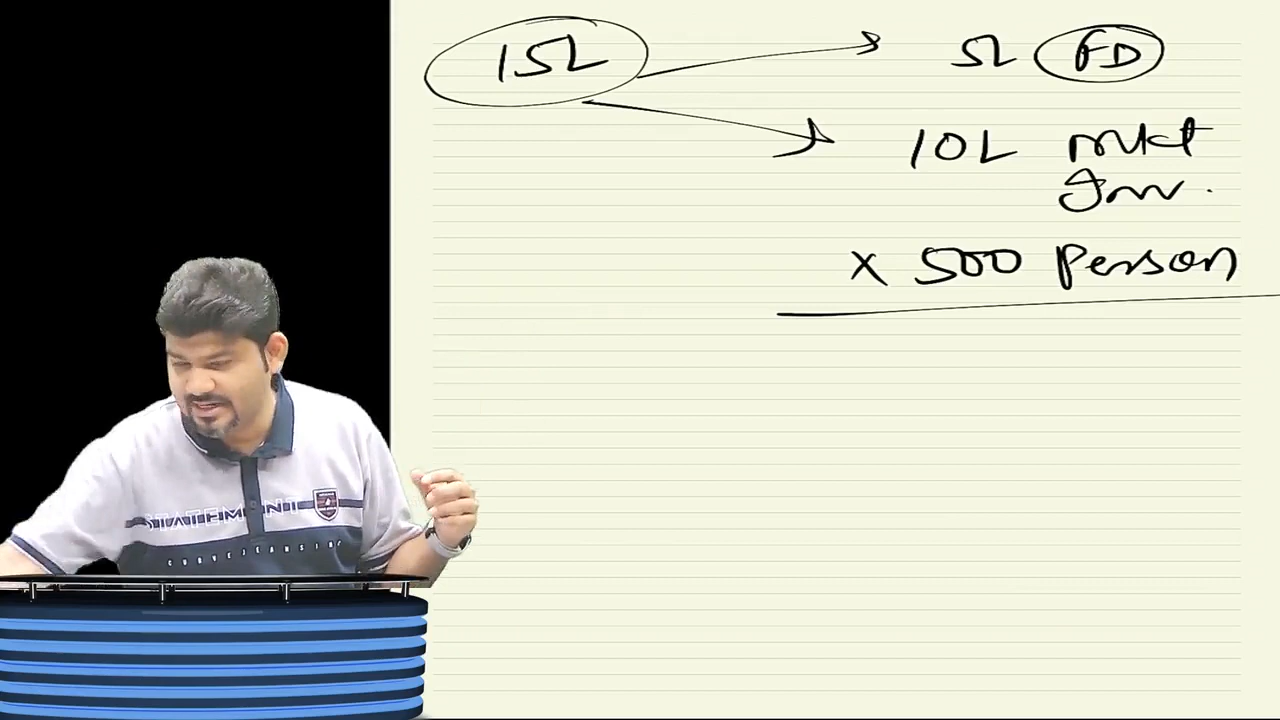 15L
5L FD
10L mkt
Inv.
x 500 Person
STATEMENT